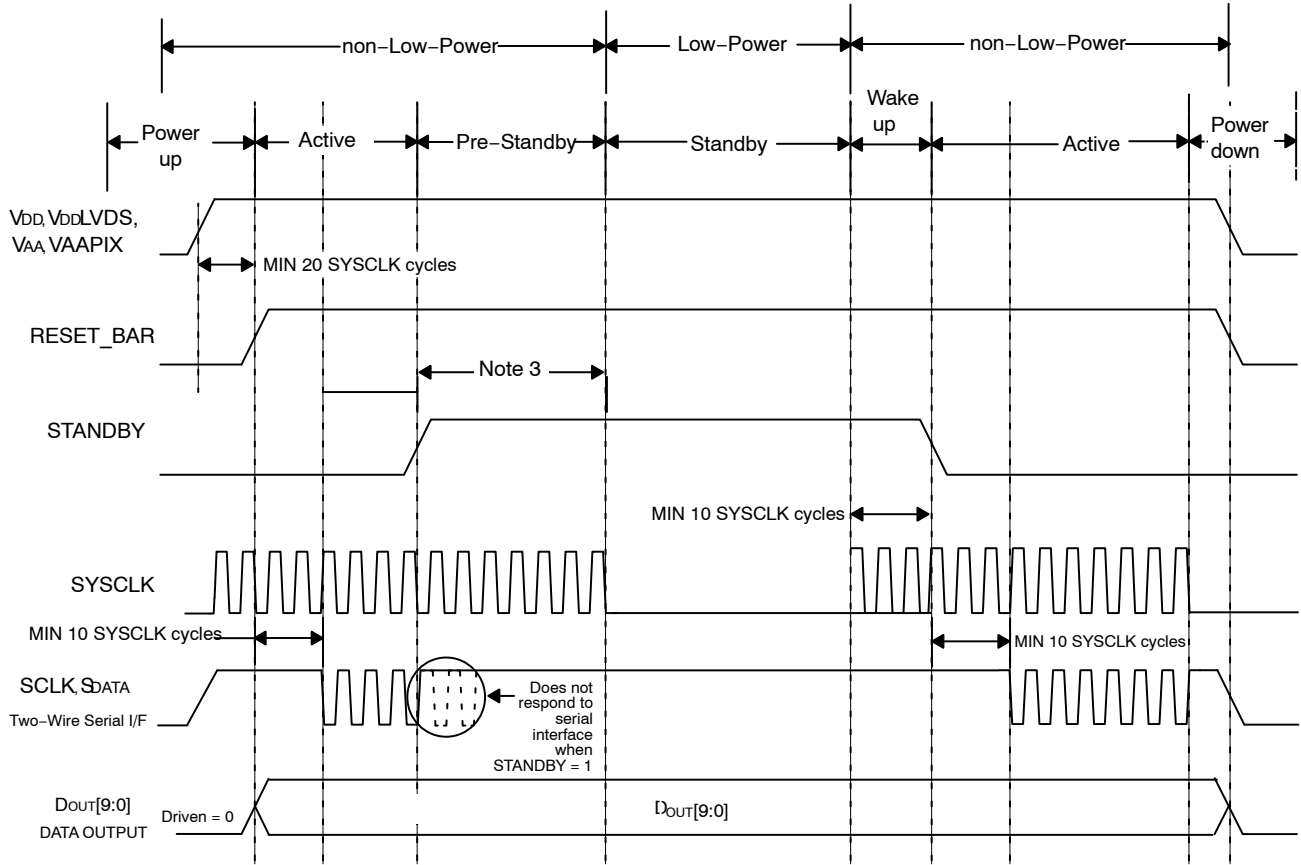 non−Low−Power
Low−Power
non−Low−Power
Power
up
Active
Pre−Standby
Standby
Wake
up
Active
Power
down
VDD, VDDLVDS,
VAA, VAAPIX
MIN 20 SYSCLK cycles
RESET_BAR
Note 3
STANDBY
MIN 10 SYSCLK cycles
SYSCLK
MIN 10 SYSCLK cycles
MIN 10 SYSCLK cycles
SCLK, SDATA
Two−Wire Serial I/F
Does not
respond to
serial
interface
when
STANDBY = 1
DOUT[9:0]
DATA OUTPUT
Driven = 0
DOUT[9:0]